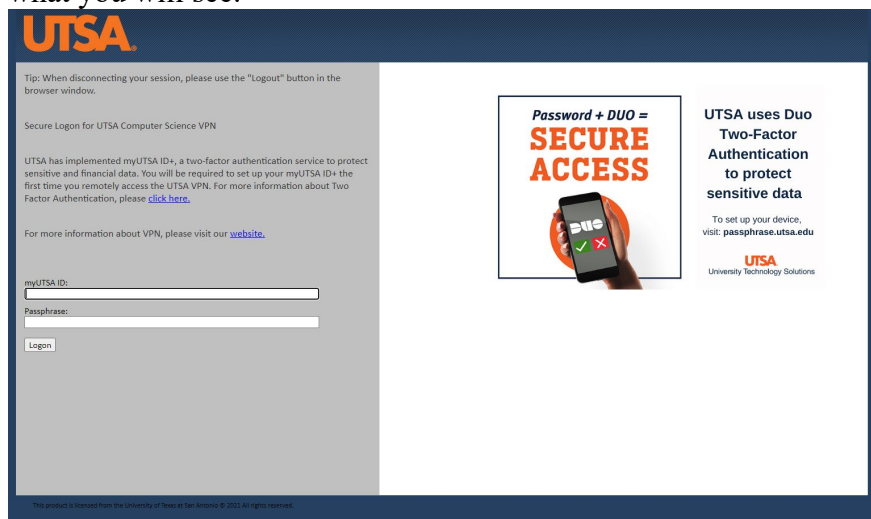 what you will see:
UTSA.
Tip: When disconnecting your session, please use the "Logout" button in the
browser window.
Secure Logon for UTSA Computer Science VPN
UTSA has implemented myUTSA ID+, a two-factor authentication service to protect
sensitive and financial data. You will be required to set up your myUTSA ID+ the
first time you remotely access the UTSA VPN. For more information about Two
Factor Authentication, please click here.
For more information about VPN, please visit our website.
myUTSA ID:
Passphrase:
Logon
Password + DUO =
SECURE
ACCESS
DUO
UTSA uses Duo
Two-Factor
Authentication
to protect
sensitive data
To set up your device,
visit: passphrase.utsa.edu
UTSA
University Technology Solutions
This product is licensed from the University of Texas at San Antonio © 2021 All rights reserved.